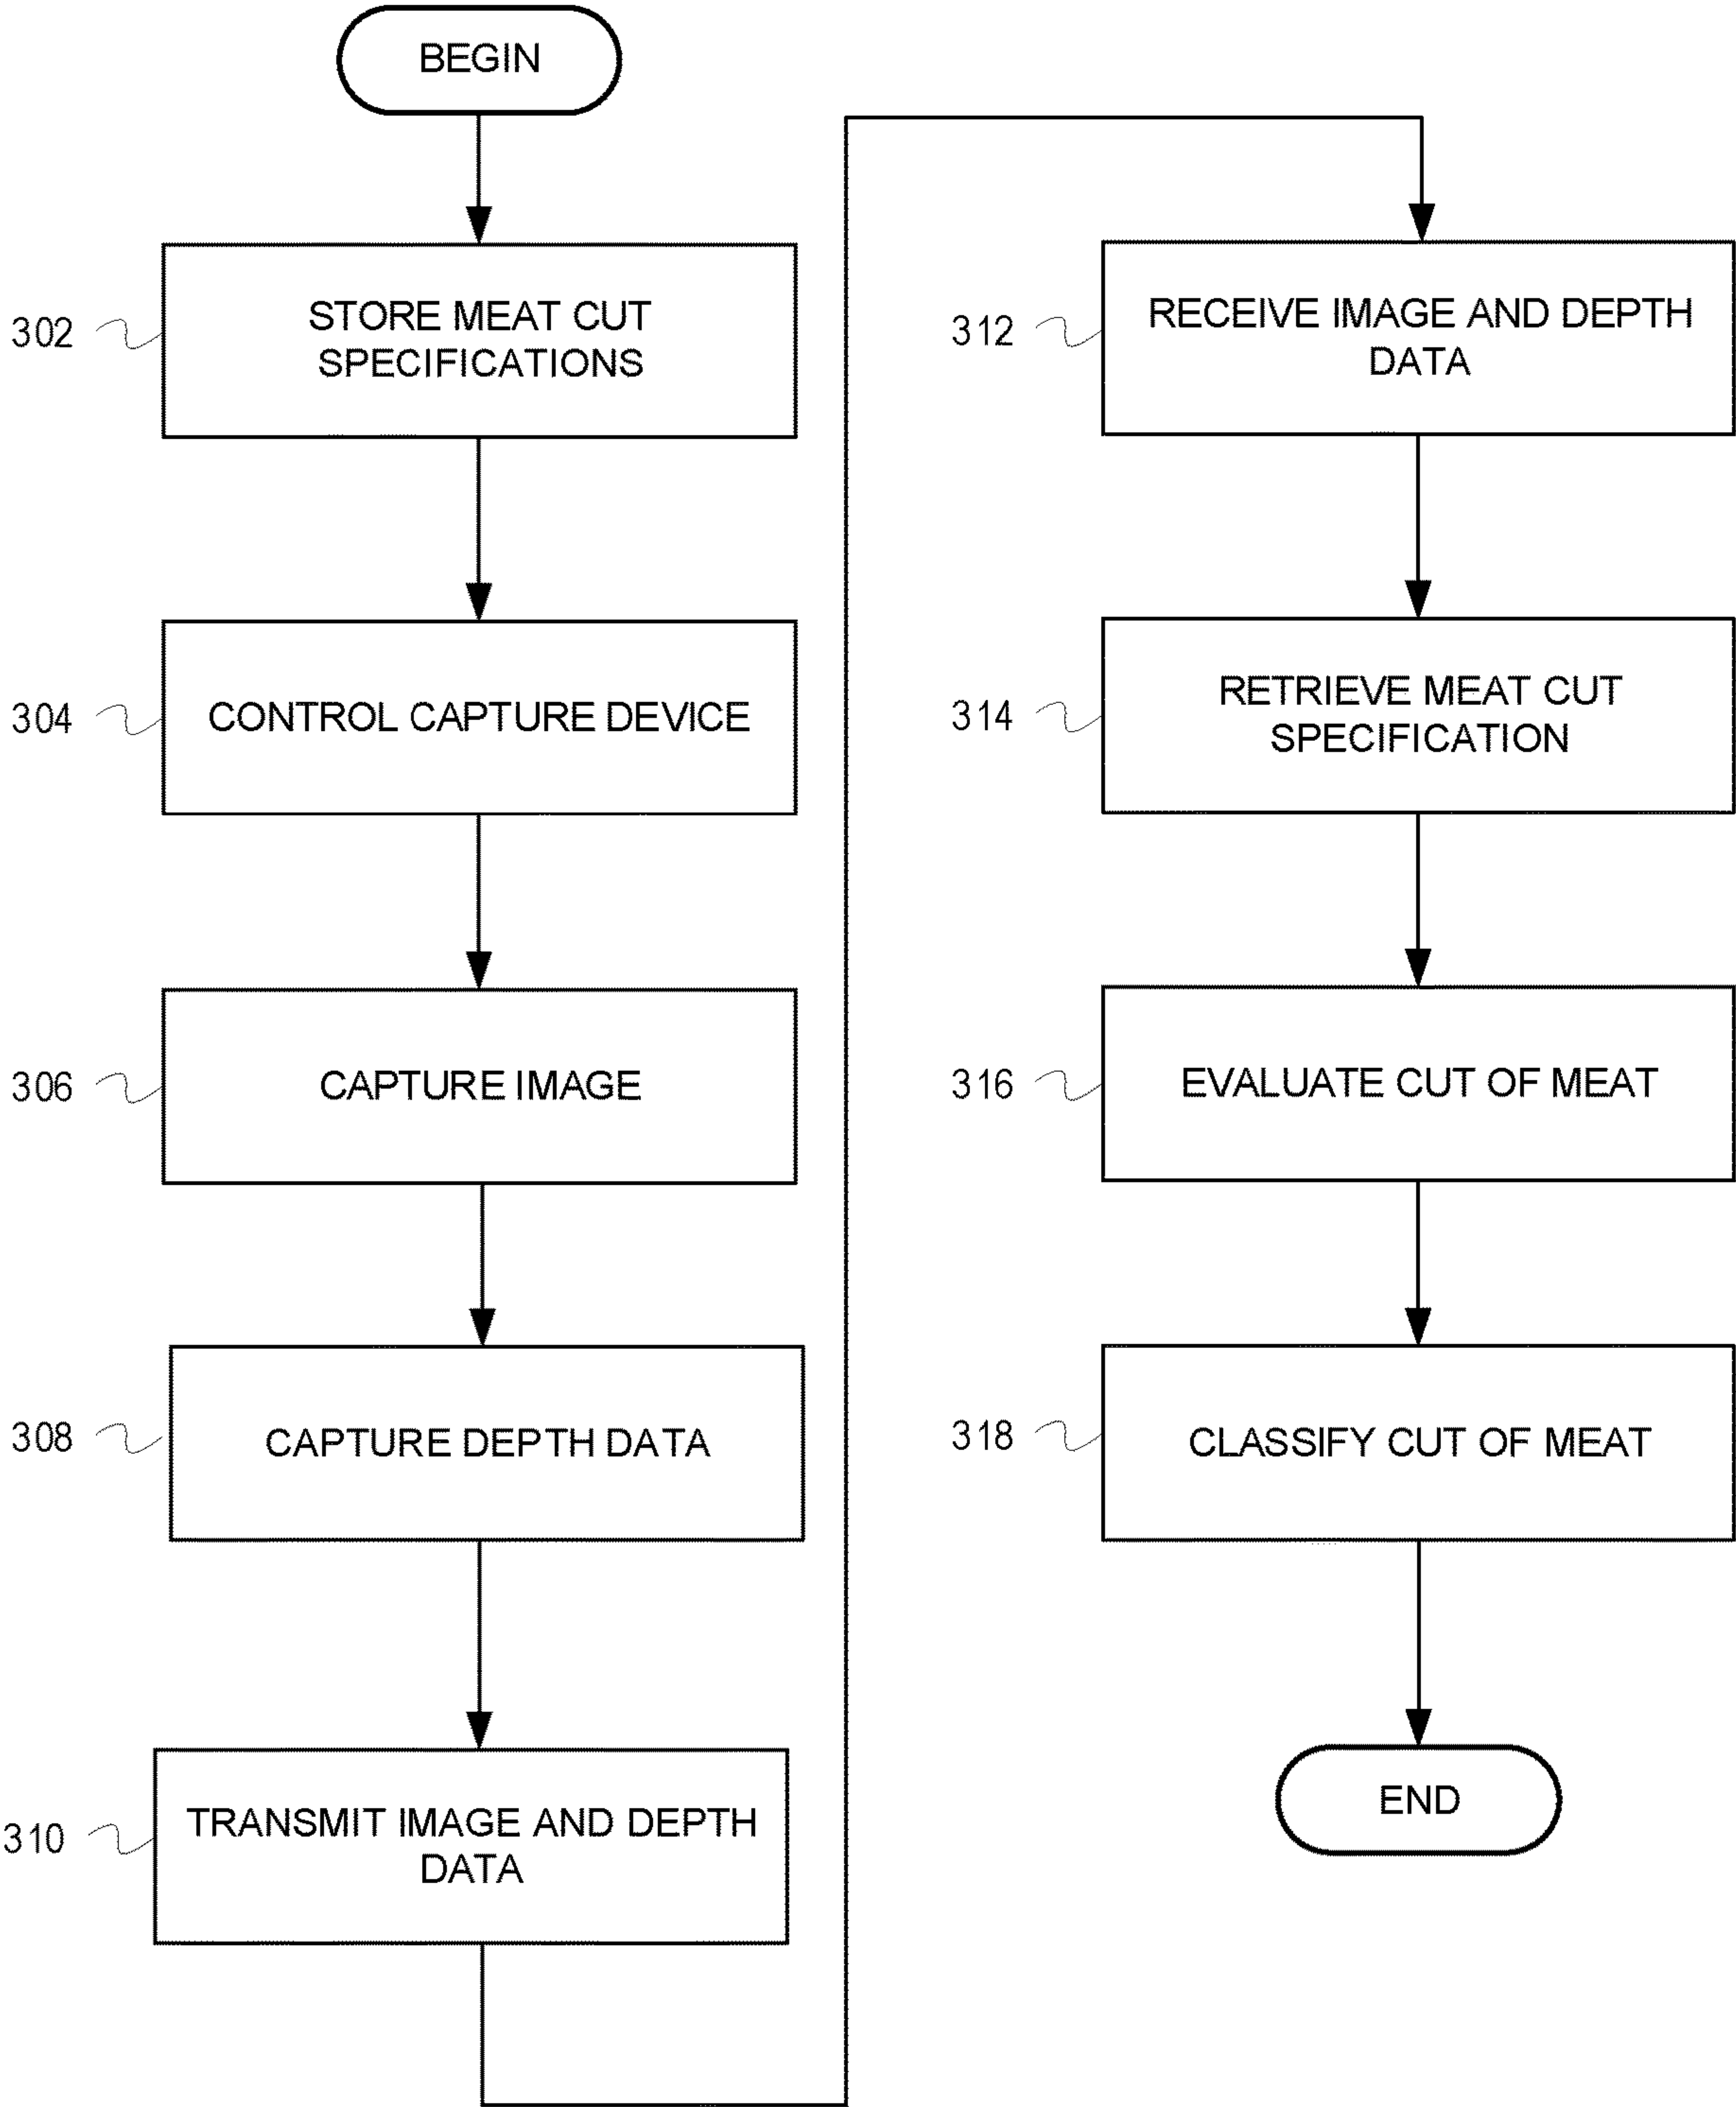 BEGIN
302
STORE MEAT CUT
SPECIFICATIONS
304
CONTROL CAPTURE DEVICE
306
CAPTURE IMAGE
308
CAPTURE DEPTH DATA
310
TRANSMIT IMAGE AND DEPTH
DATA
312
RECEIVE IMAGE AND DEPTH
DATA
314
RETRIEVE MEAT CUT
SPECIFICATION
316
EVALUATE CUT OF MEAT
318
CLASSIFY CUT OF MEAT
END